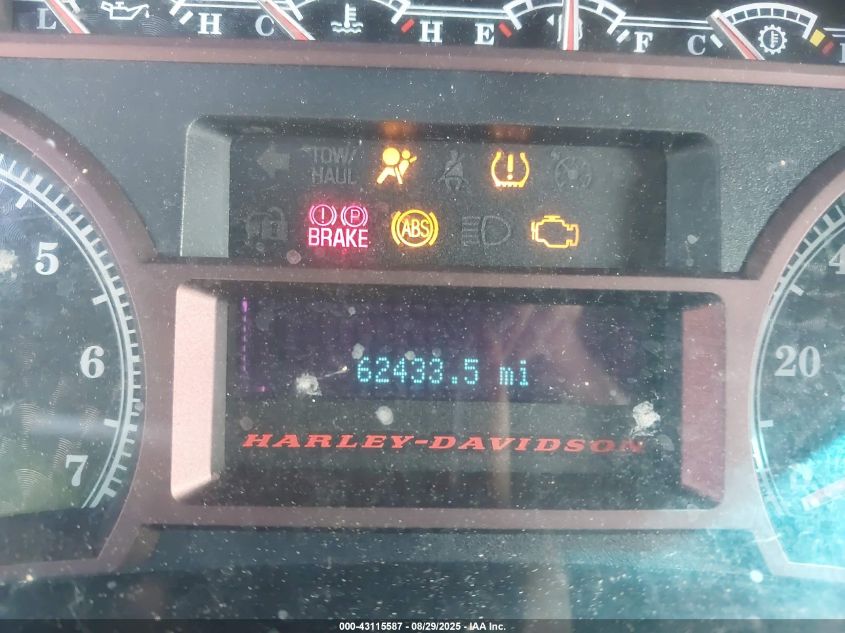 L H C H E F C
TOW/
HAUL
! P ABS
BRAKE
5
6
7
4
20
62433.5 mi
HARLEY-DAVIDSON
000-43115587 - 08/29/2025 - IAA Inc.